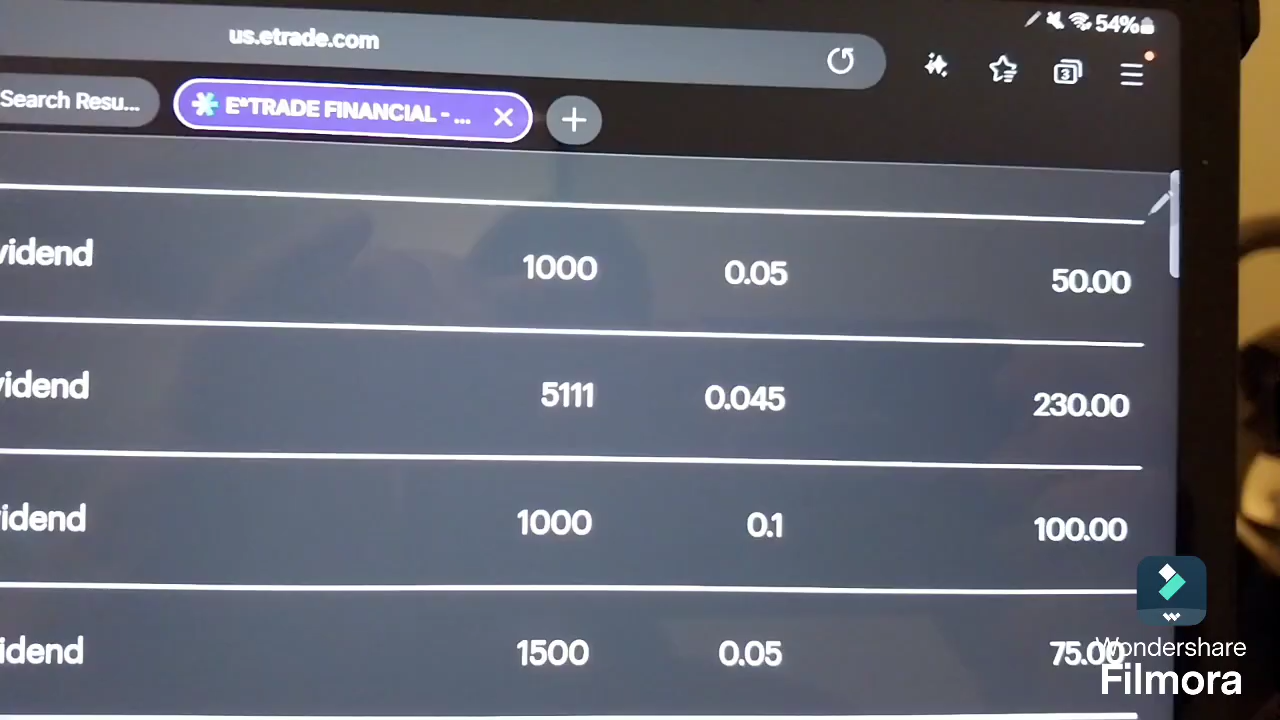 us.etrade.com
54%
3
Search Resu...
E*TRADE FINANCIAL - ...
vidend 1000 0.05 50.00
vidend 5111 0.045 230.00
idend 1000 0.1 100.00
idend 1500 0.05 75.00
Wondershare
Filmora